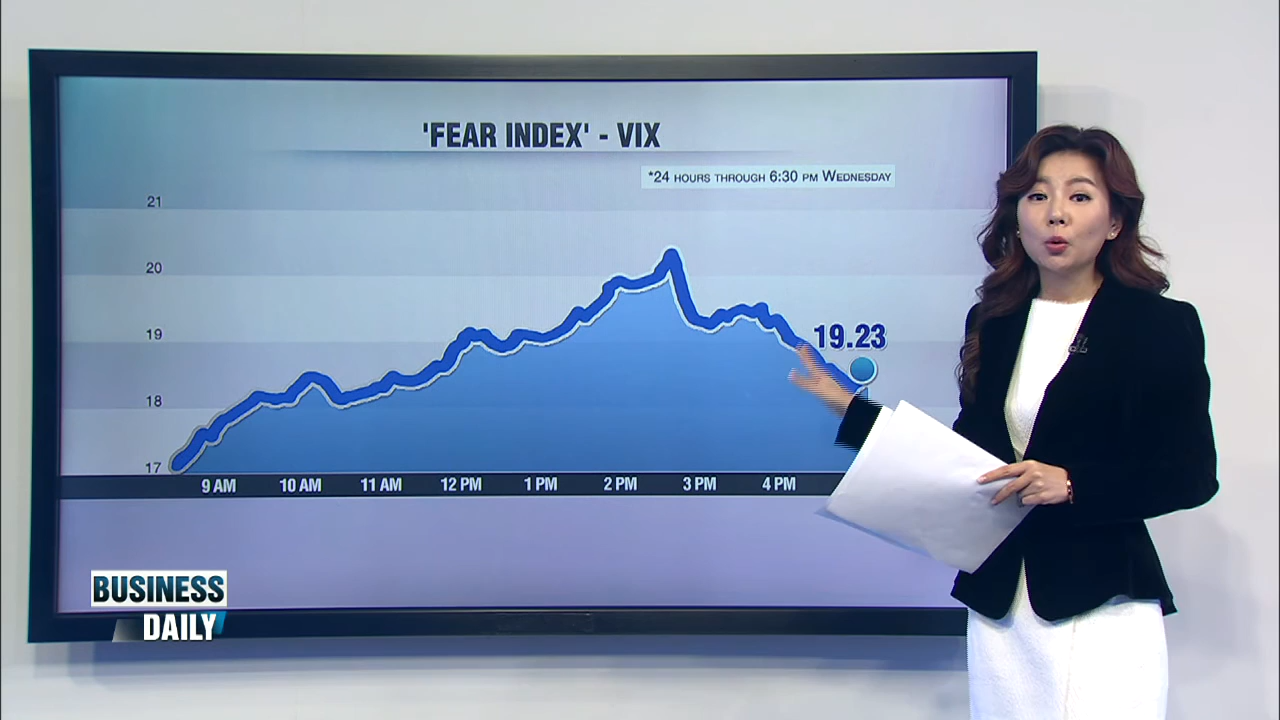 'FEAR INDEX' - VIX
*24 HOURS THROUGH 6:30 PM WEDNESDAY
21
20
19
18
17
19.23
9 AM 10 AM 11 AM 12 PM 1 PM 2 PM 3 PM 4 PM
BUSINESS
DAILY